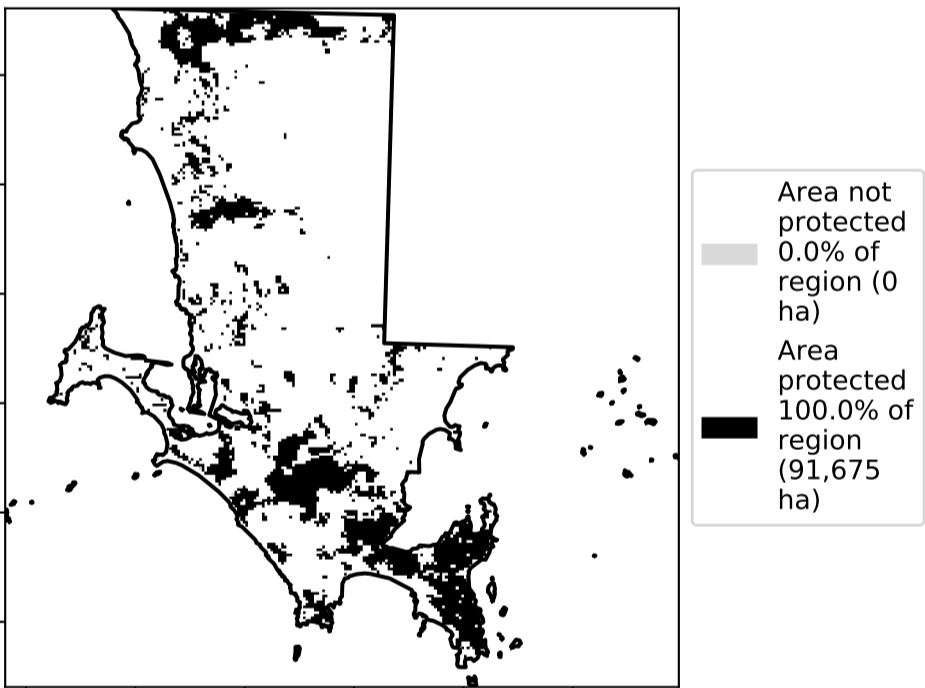 Area not
protected
0.0% of
region (0
ha)
Area
protected
100.0% of
region
(91,675
ha)